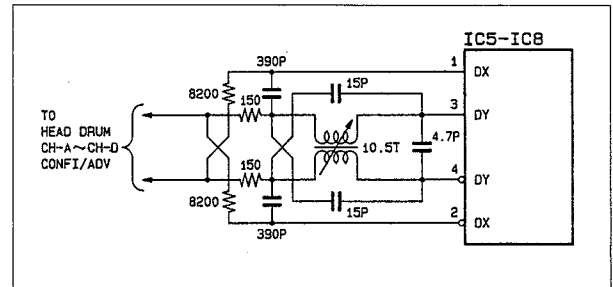 IC5-IC8
390P
1 DX
8200
15P
150
3 DY
TO
HEAD DRUM
CH-A~CH-D
CONFI/ADV
10.5T
4.7P
150
4 DY
8200
15P
2 DX
390P